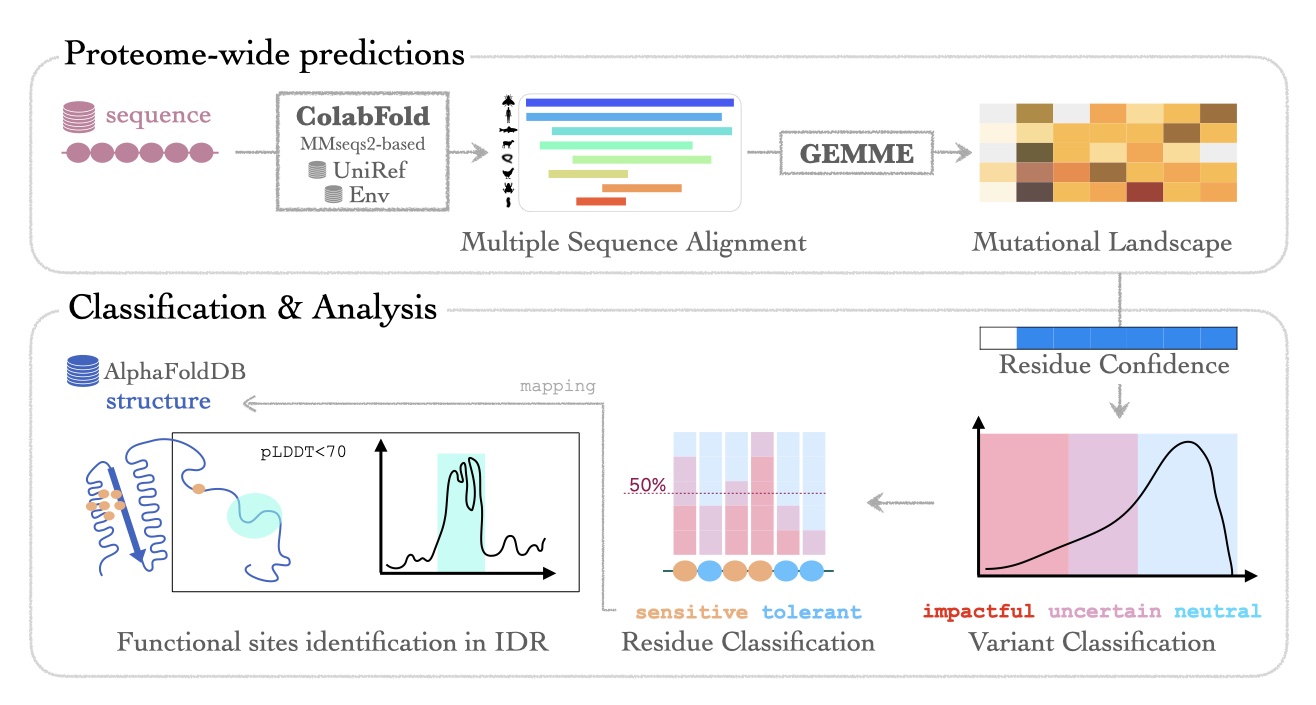 Proteome-wide predictions
sequence
ColabFold
MMseqs2-based
UniRef
Env
Multiple Sequence Alignment
GEMME
Mutational Landscape
Classification & Analysis
Residue Confidence
AlphaFoldDB
structure
mapping
pLDDT<70
50%
Functional sites identification in IDR
sensitive tolerant
Residue Classification
impactful uncertain neutral
Variant Classification